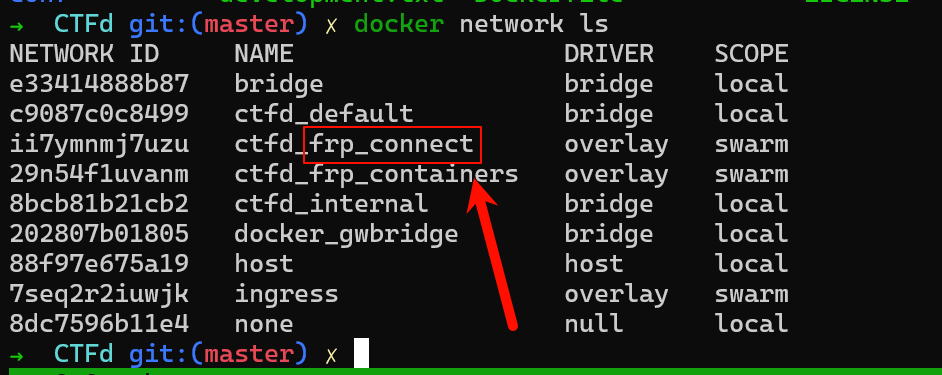 → CTFd git:(master) ✗ docker network ls
NETWORK ID NAME DRIVER SCOPE
e33414888b87 bridge bridge local
c9087c0c8499 ctfd_default bridge local
ii7ymnmj7uzu ctfd_frp_connect overlay swarm
29n54f1uvanm ctfd_frp_containers overlay swarm
8bcb81b21cb2 ctfd_internal bridge local
202807b01805 docker_gwbridge bridge local
88f97e675a19 host host local
7seq2r2iuwjk ingress overlay swarm
8dc7596b11e4 none null local
→ CTFd git:(master) ✗